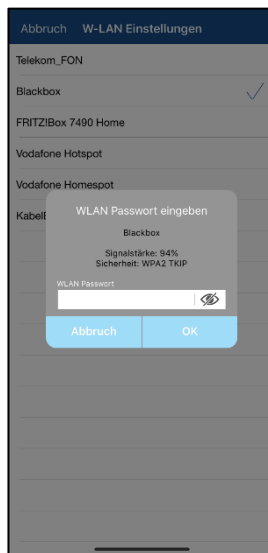 Abbruch W-LAN Einstellungen
Telekom_FON
Blackbox
FRITZ!Box 7490 Home
Vodafone Hotspot
Vodafone Homespot
WLAN Passwort eingeben
Blackbox
Signalstärke: 94%
Sicherheit: WPA2 TKIP
WLAN Passwort
Abbruch OK